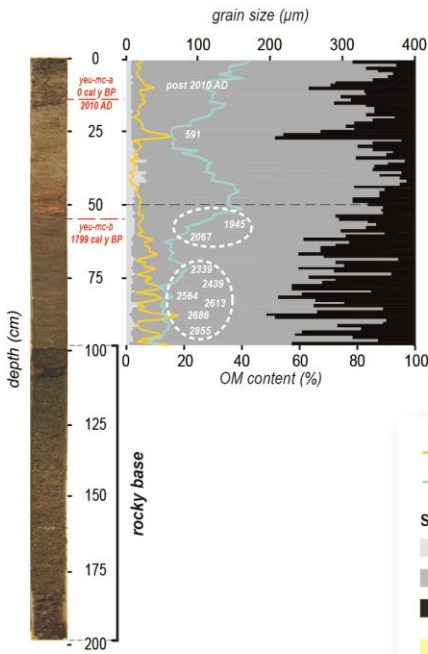 grain size (µm)
0 100 200 300 400
0
yeu-mc-a
0 cal y BP
2010 AD
post 2010 AD
25
591
50
yeu-mc-b
1799 cal y BP
1945
2067
2339
75
2439
2564
2613
2686
2855
100
0 20 40 60 80 100
OM content (%)
depth (cm)
rocky base
125
150
175
200
S